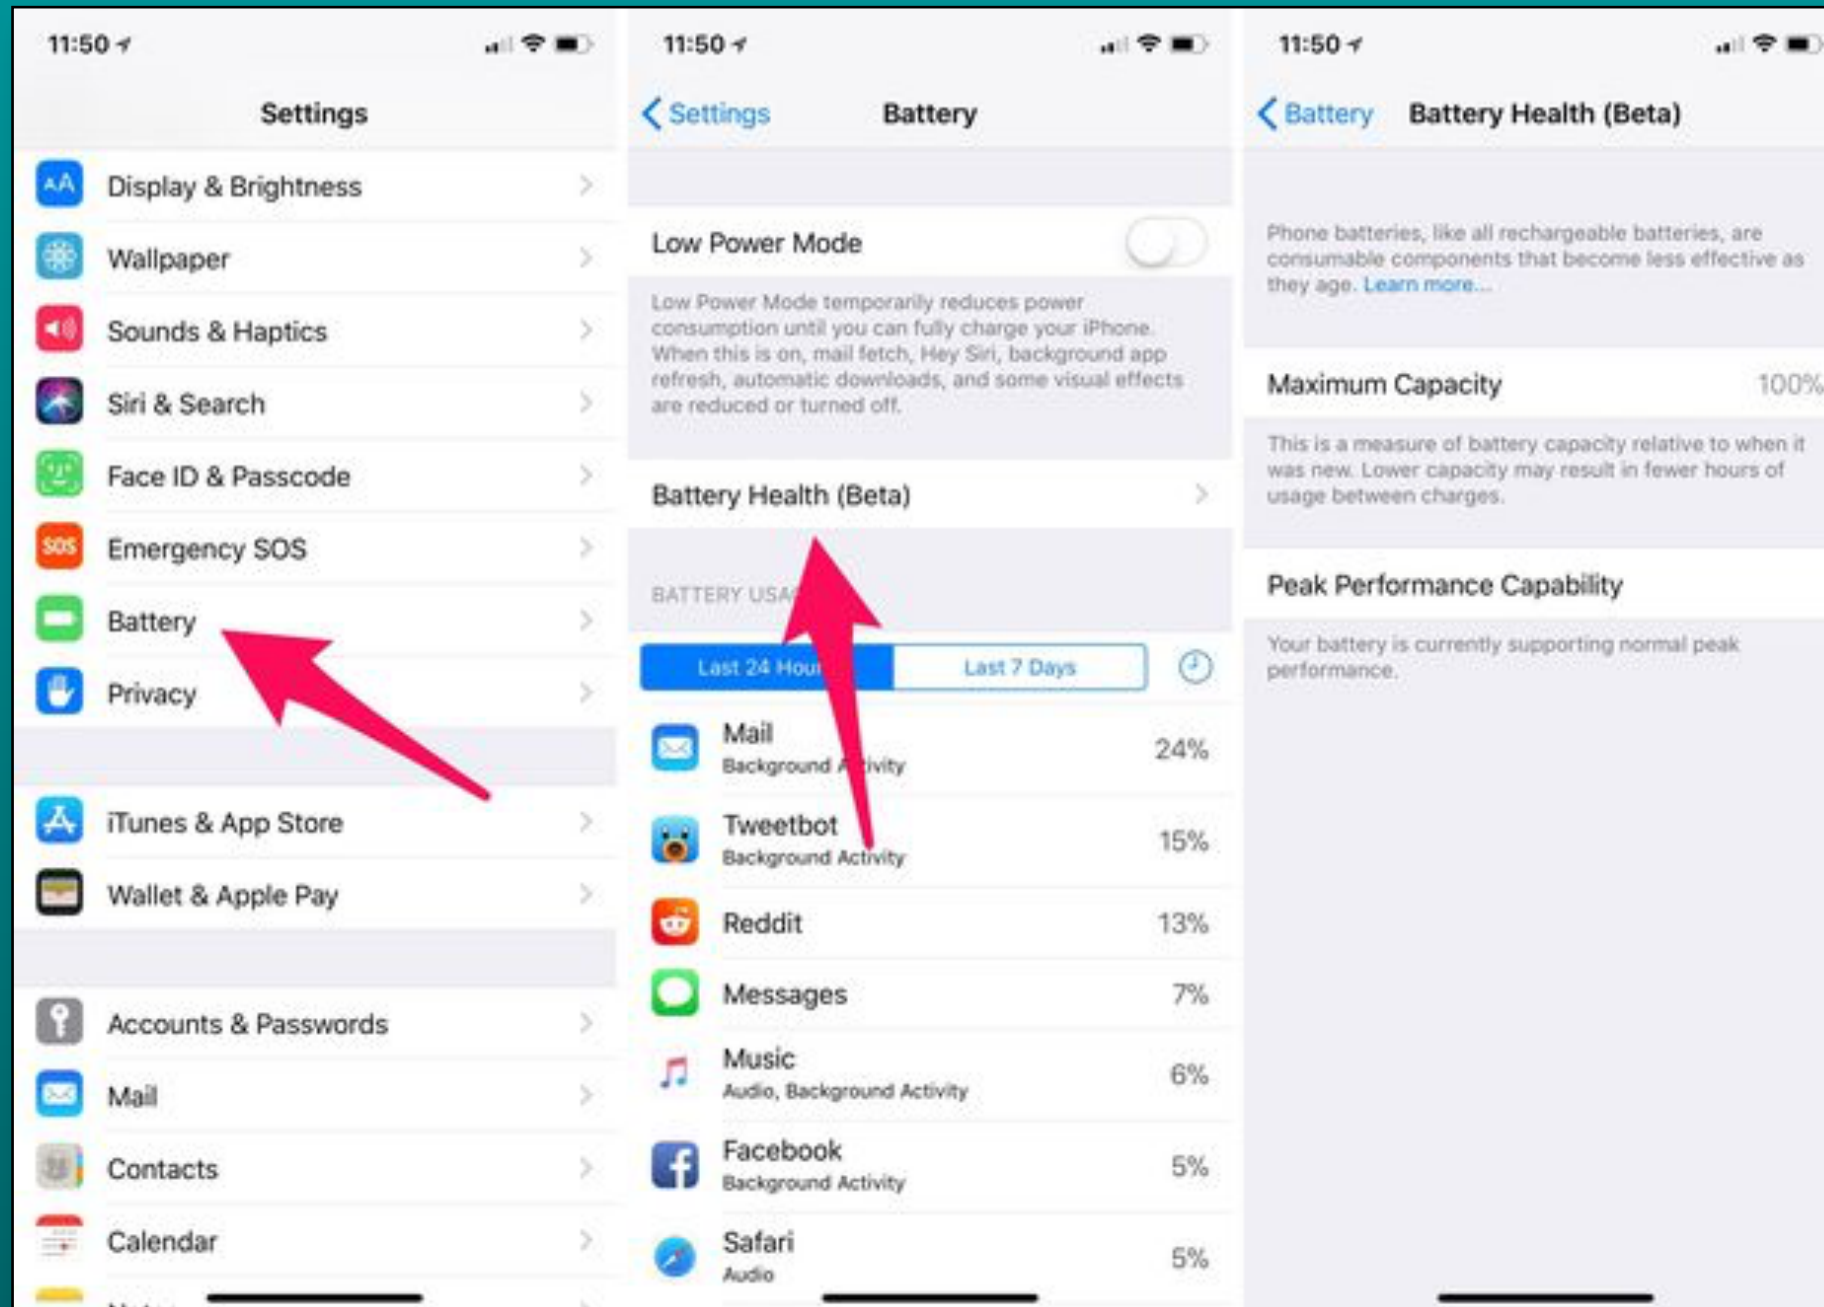 11:50
Settings
AA
Display & Brightness
Wallpaper
Sounds & Haptics
Siri & Search
Face ID & Passcode
SOS
Emergency SOS
Battery
Privacy
iTunes & App Store
Wallet & Apple Pay
Accounts & Passwords
Mail
Contacts
Calendar
11:50
Settings
Battery
Low Power Mode
Low Power Mode temporarily reduces power
consumption until you can fully charge your iPhone.
When this is on, mail fetch, Hey Siri, background app
refresh, automatic downloads, and some visual effects
are reduced or turned off.
Battery Health (Beta)
BATTERY
Last 24
Last 7 Days
Mail
24%
Background
Tweetbot
15%
Background Activity
Reddit
13%
Messages
7%
Music
6%
Audio, Background Activity
Facebook
5%
Background Activity
Safari
5%
Audio
11:50
Battery
Battery Health (Beta)
Phone batteries, like all rechargeable batteries, are
consumable components that become less effective as
they age. Learn more...
Maximum Capacity
100%
This is a measure of battery capacity relative to when it
was new. Lower capacity may result in fewer hours of
usage between charges.
Peak Performance Capability
Your battery is currently supporting normal peak
performance.